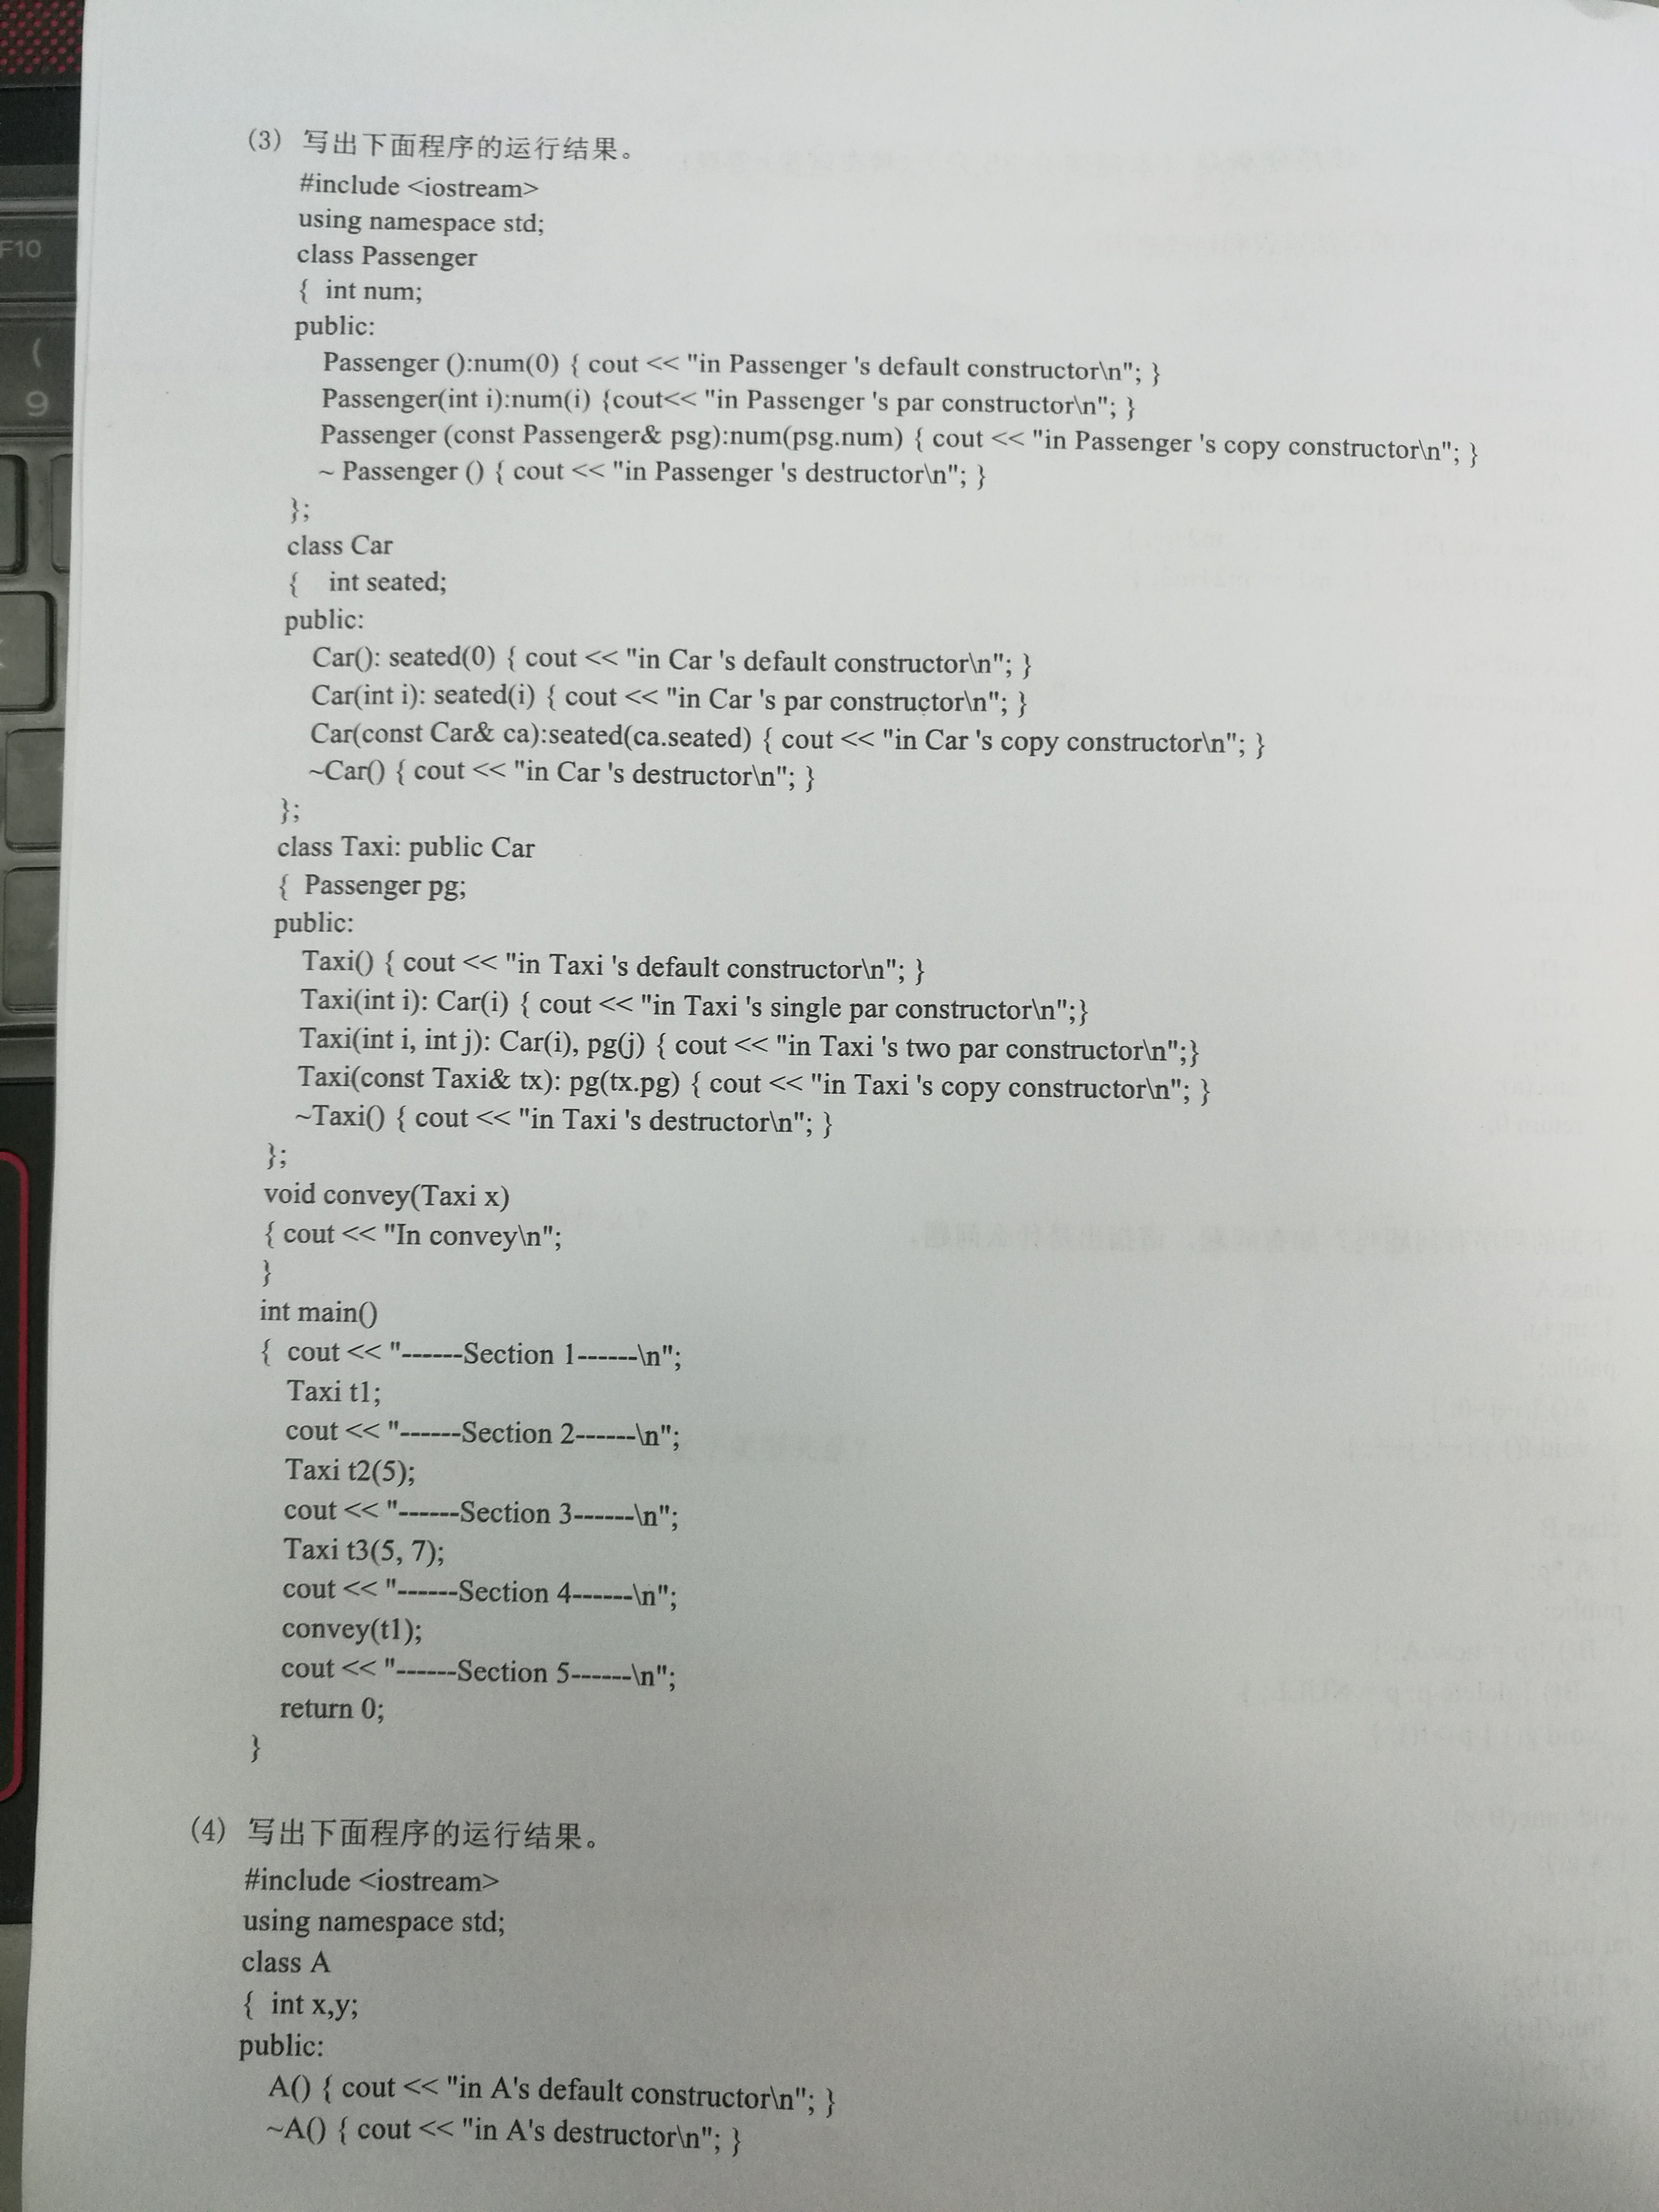 F10
(
9
(3) 写出下面程序的运行结果。
#include <iostream>
using namespace std;
class Passenger
{ int num;
public:
Passenger ():num(0) { cout << "in Passenger 's default constructor\n"; }
Passenger(int i):num(i) {cout<< "in Passenger 's par constructor\n"; }
Passenger (const Passenger& psg):num(psg.num) { cout << "in Passenger 's copy constructor\n"; }
~ Passenger () { cout << "in Passenger 's destructor\n"; }
};
class Car
{ int seated;
public:
Car(): seated(0) { cout << "in Car 's default constructor\n"; }
Car(int i): seated(i) { cout << "in Car 's par constructor\n"; }
Car(const Car& ca):seated(ca.seated) { cout << "in Car 's copy constructor\n"; }
~Car() { cout << "in Car 's destructor\n"; }
};
class Taxi: public Car
{ Passenger pg;
public:
Taxi() { cout << "in Taxi 's default constructor\n"; }
Taxi(int i): Car(i) { cout << "in Taxi 's single par constructor\n";}
Taxi(int i, int j): Car(i), pg(j) { cout << "in Taxi 's two par constructor\n";}
Taxi(const Taxi& tx): pg(tx.pg) { cout << "in Taxi 's copy constructor\n"; }
~Taxi() { cout << "in Taxi 's destructor\n"; }
};
void convey(Taxi x)
{ cout << "In convey\n";
}
int main()
{ cout << "------Section 1------\n";
Taxi t1;
cout << "------Section 2------\n";
Taxi t2(5);
cout << "------Section 3------\n";
Taxi t3(5, 7);
cout << "------Section 4------\n";
convey(t1);
cout << "------Section 5------\n";
return 0;
}
(4) 写出下面程序的运行结果。
#include <iostream>
using namespace std;
class A
{ int x,y;
public:
A() { cout << "in A's default constructor\n"; }
~A() { cout << "in A's destructor\n"; }